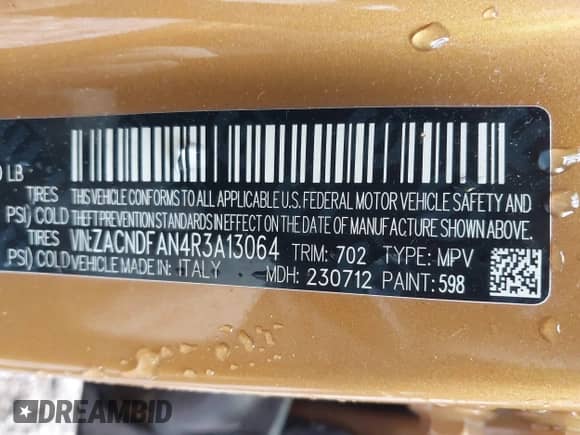 0 LB
TIRES THIS VEHICLE CONFORMS TO ALL APPLICABLE U.S. FEDERAL MOTOR VEHICLE SAFETY AND
PSI) COLD THEFT PREVENTION STANDARDS IN EFFECT ON THE DATE OF MANUFACTURE SHOWN ABOVE.
TIRES VIN:ZACNDFAN4R3A13064 TRIM: 702 TYPE: MPV
PSI) COLD VEHICLE MADE IN: ITALY MDH: 230712 PAINT: 598
DREAMBID